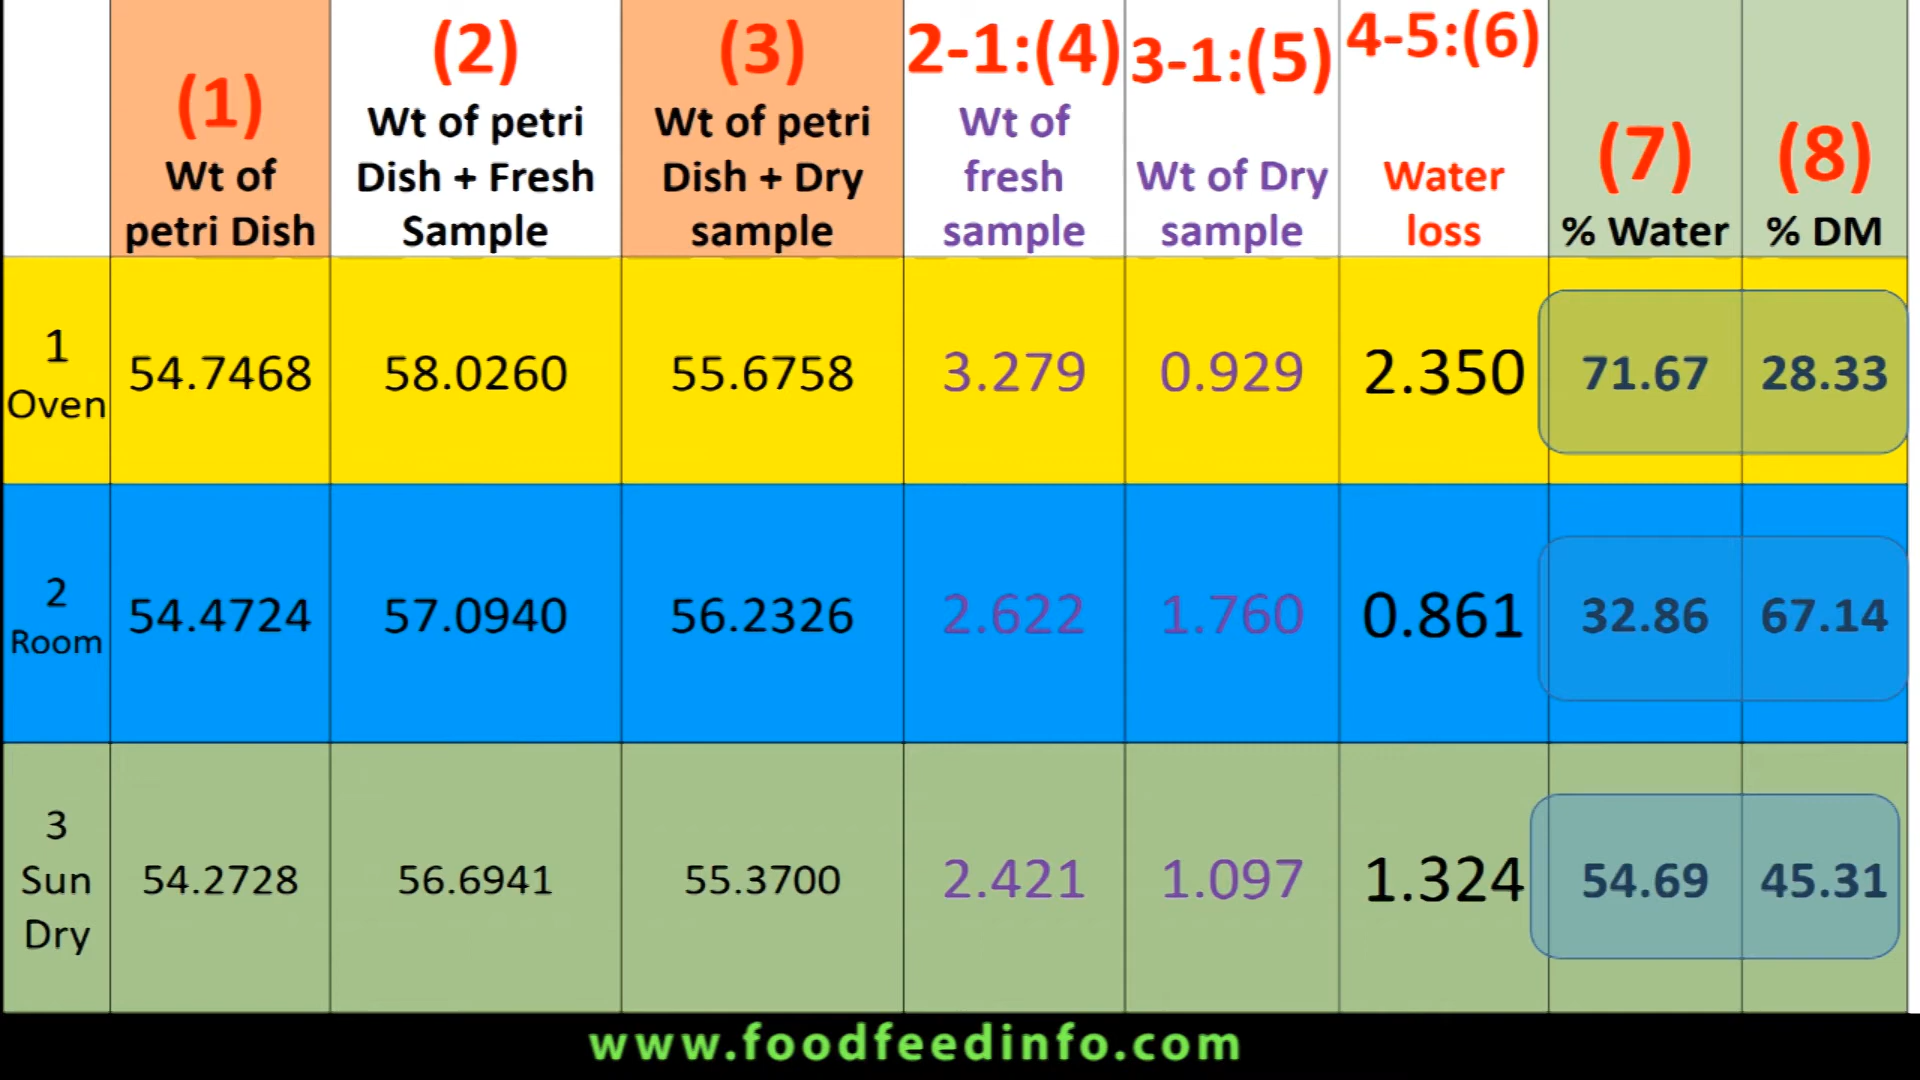 (1)
Wt of
petri Dish
(2)
Wt of petri
Dish + Fresh
Sample
(3)
Wt of petri
Dish + Dry
sample
2-1:(4)
Wt of
fresh
sample
3-1:(5)
Wt of Dry
sample
4-5:(6)
Water
loss
(7)
% Water
(8)
% DM
1
Oven
54.7468
58.0260
55.6758
3.279
0.929
2.350
71.67
28.33
2
Room
54.4724
57.0940
56.2326
2.622
1.760
0.861
32.86
67.14
3
Sun
Dry
54.2728
56.6941
55.3700
2.421
1.097
1.324
54.69
45.31
www.foodfeedinfo.com